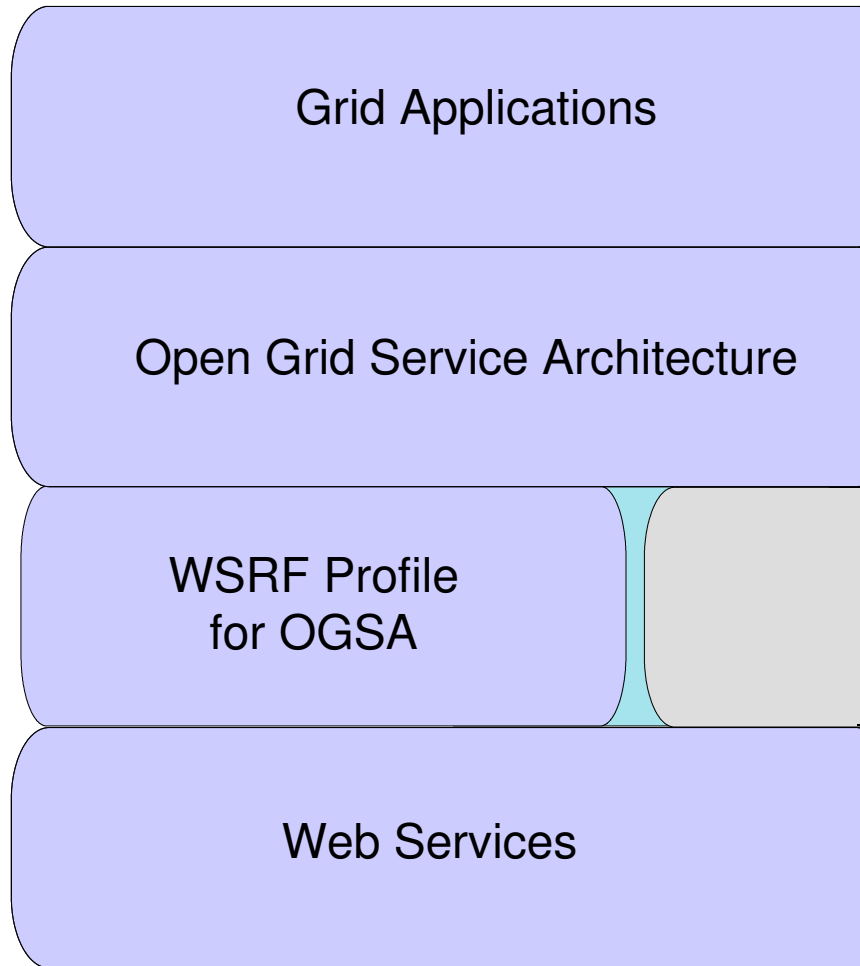 Grid Applications
Open Grid Service Architecture
WSRF Profile
for OGSA
Web Services